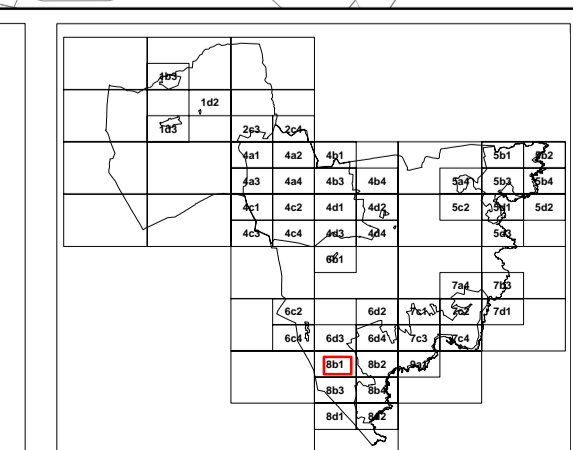 1b3
1d2
1d3
2c3 2c4
4a1 4a2 4b1 5b1 5b2
4a3 4a4 4b3 4b4 5a4 5b3 5b4
4c1 4c2 4d1 4d2 5c2 5d1 5d2
4c3 4c4 4d3 4d4 5d3
6b1
7a4 7b3
6c2 6d2 7c1 7c2 7d1
6c4 6d3 6d4 7c3 7c4
8b1 8b2 9a1
8b3 8b4
8d1 8d2